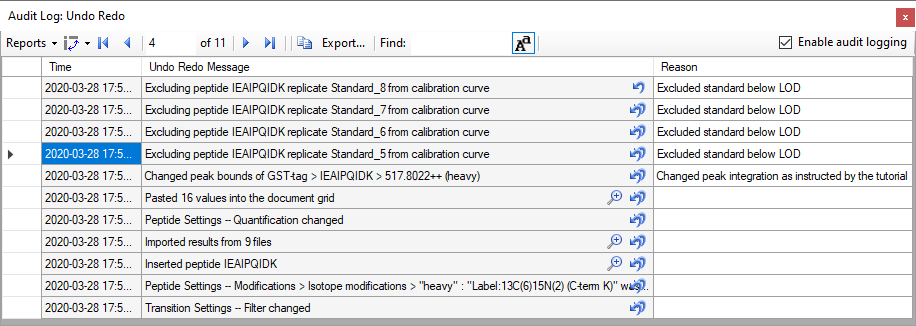 Audit Log: Undo Redo
Reports 4 of 11 Export... Find: Aa Enable audit logging
Time Undo Redo Message Reason
2020-03-28 17:5... Excluding peptide IEAIPQIDK replicate Standard_8 from calibration curve Excluded standard below LOD
2020-03-28 17:5... Excluding peptide IEAIPQIDK replicate Standard_7 from calibration curve Excluded standard below LOD
2020-03-28 17:5... Excluding peptide IEAIPQIDK replicate Standard_6 from calibration curve Excluded standard below LOD
2020-03-28 17:5... Excluding peptide IEAIPQIDK replicate Standard_5 from calibration curve Excluded standard below LOD
2020-03-28 17:5... Changed peak bounds of GST-tag > IEAIPQIDK > 517.8022++ (heavy) Changed peak integration as instructed by the tutorial
2020-03-28 17:5... Pasted 16 values into the document grid
2020-03-28 17:5... Peptide Settings -- Quantification changed
2020-03-28 17:5... Imported results from 9 files
2020-03-28 17:5... Inserted peptide IEAIPQIDK
2020-03-28 17:5... Peptide Settings -- Modifications > Isotope modifications > "heavy" : "Label:13C(6)15N(2) (C-term K)" was...
2020-03-28 17:5... Transition Settings -- Filter changed